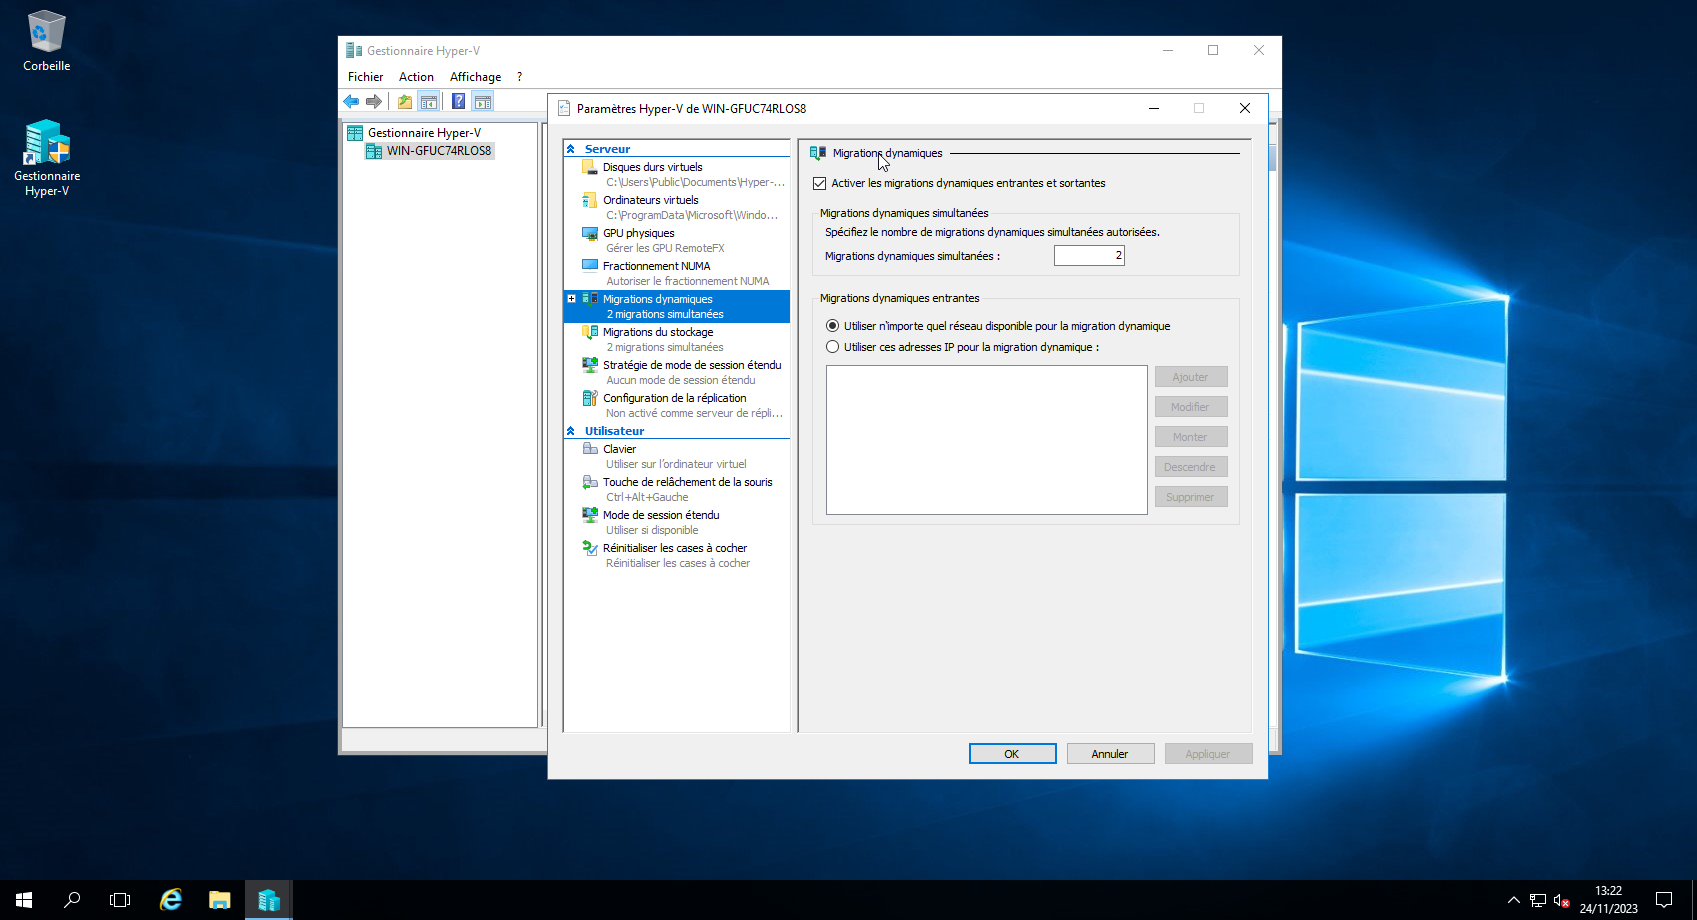 Corbeille
Gestionnaire
Hyper-V
Gestionnaire Hyper-V
Fichier Action Affichage ?
Gestionnaire Hyper-V
WIN-GFUC74RLOS8
Paramètres Hyper-V de WIN-GFUC74RLOS8
Serveur
Disques durs virtuels
C:\Users\Public\Documents\Hyper-...
Ordinateurs virtuels
C:\ProgramData\Microsoft\Windo...
GPU physiques
Gérer les GPU RemoteFX
Fractionnement NUMA
Autoriser le fractionnement NUMA
Migrations dynamiques
2 migrations simultanées
Migrations du stockage
2 migrations simultanées
Stratégie de mode de session étendu
Aucun mode de session étendu
Configuration de la réplication
Non activé comme serveur de répli...
Utilisateur
Clavier
Utiliser sur l'ordinateur virtuel
Touche de relâchement de la souris
Ctrl+Alt+Gauche
Mode de session étendu
Utiliser si disponible
Réinitialiser les cases à cocher
Réinitialiser les cases à cocher
Migrations dynamiques
Activer les migrations dynamiques entrantes et sortantes
Migrations dynamiques simultanées
Spécifiez le nombre de migrations dynamiques simultanées autorisées.
Migrations dynamiques simultanées : 2
Migrations dynamiques entrantes
Utiliser n'importe quel réseau disponible pour la migration dynamique
Utiliser ces adresses IP pour la migration dynamique :
Ajouter
Modifier
Monter
Descendre
Supprimer
OK Annuler Appliquer
13:22
24/11/2023